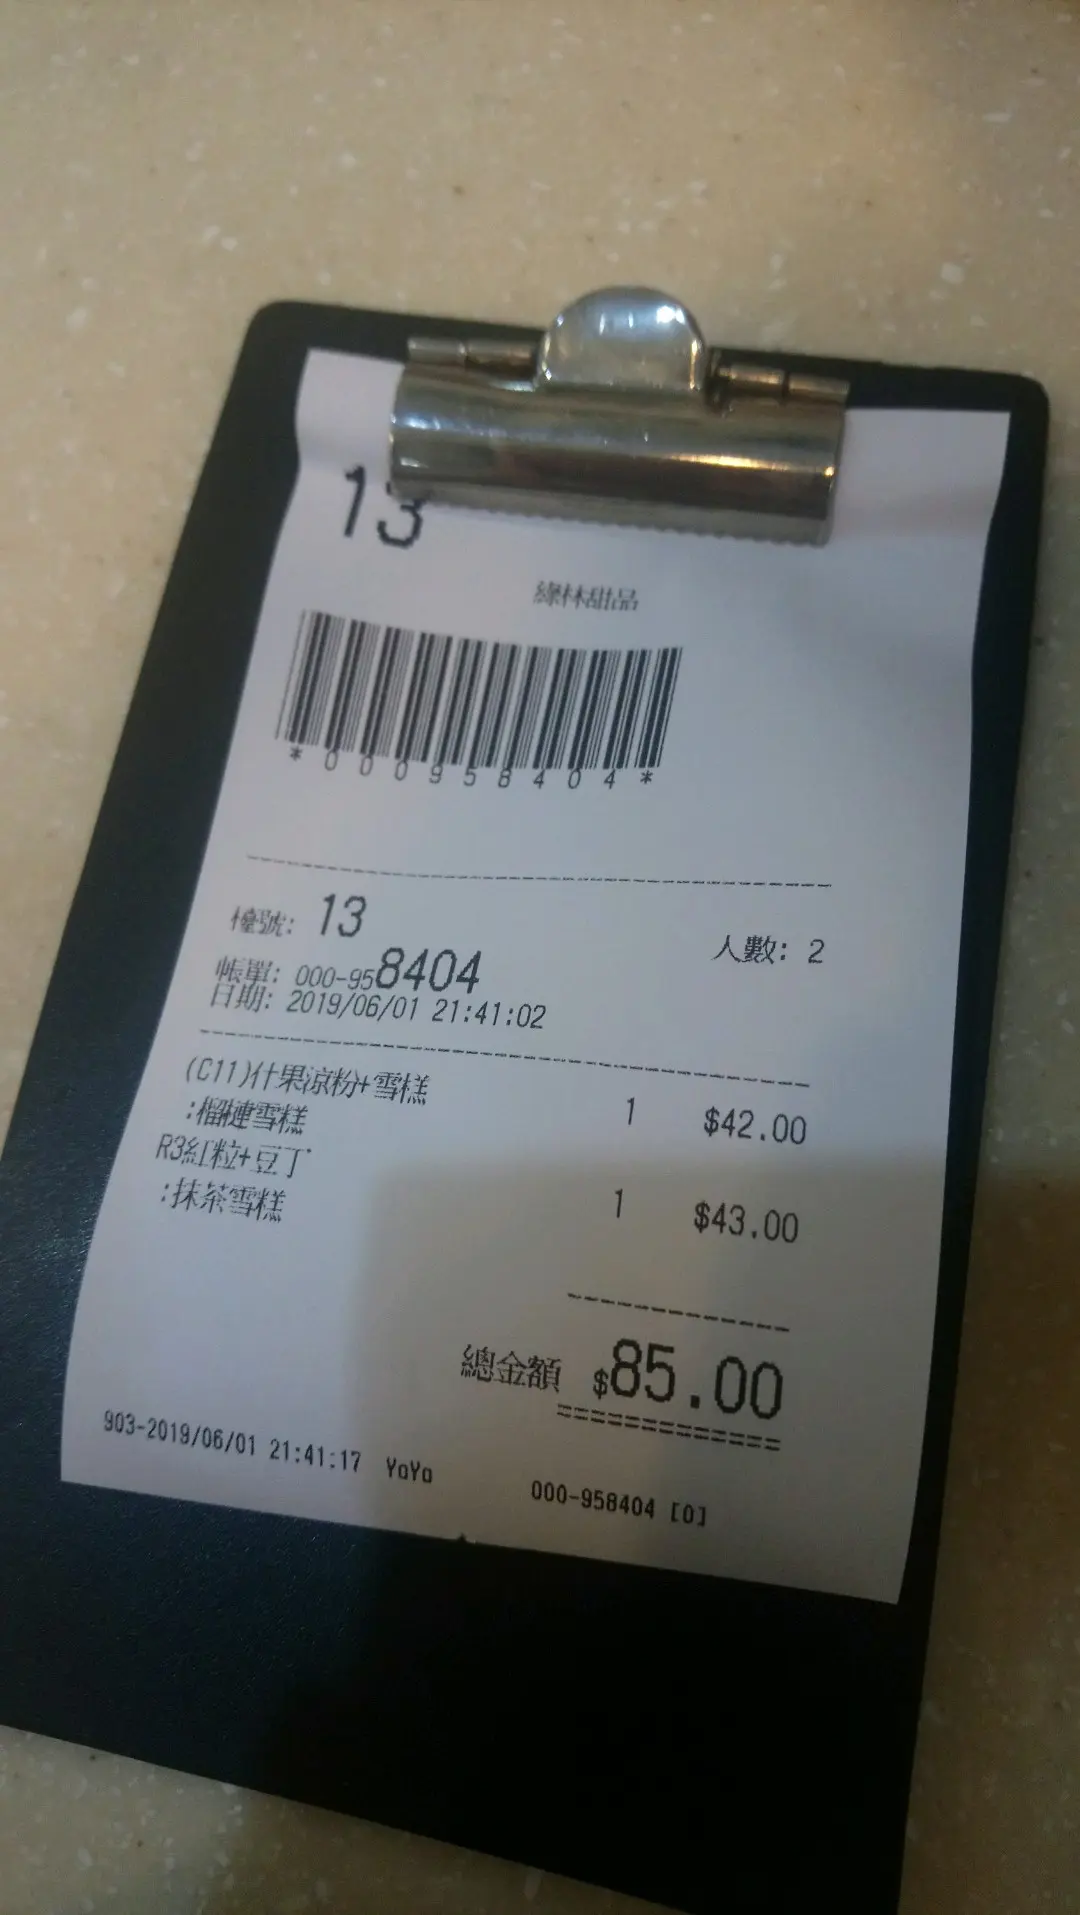 13
綠林甜品
*000958404*
檯號: 13 人數: 2
帳單: 000-958404
日期: 2019/06/01 21:41:02
(C11)什果涼粉+雪糕
:榴槤雪糕 1 $42.00
R3紅粒+豆丁
:抹茶雪糕 1 $43.00
總金額 $85.00
903-2019/06/01 21:41:17 YoYo 000-958404 [0]